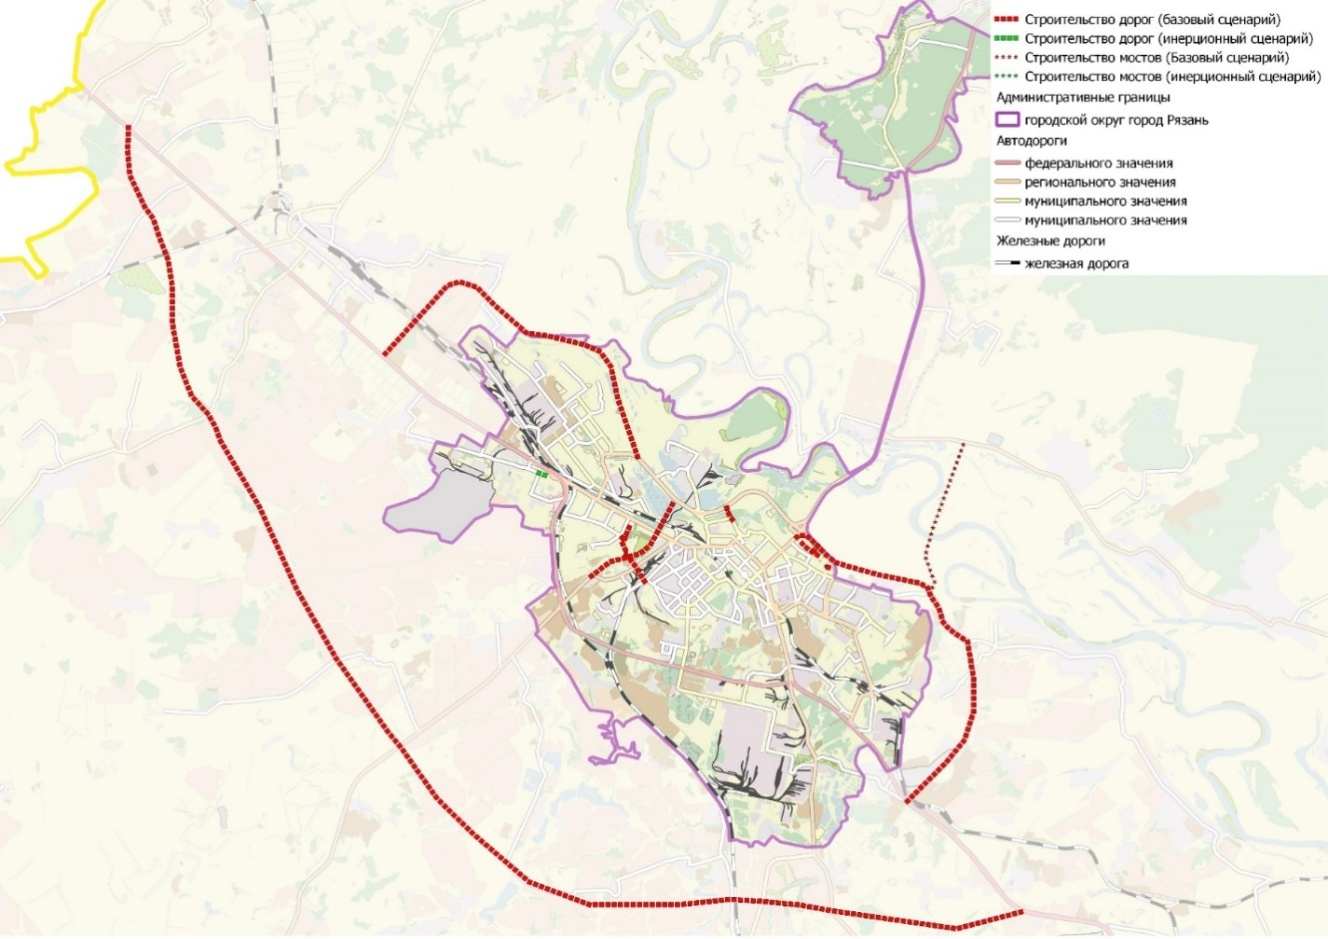 Строительство дорог (базовый сценарий)
Строительство дорог (инерционный сценарий)
Строительство мостов (Базовый сценарий)
Строительство мостов (инерционный сценарий)
Административные границы
городской округ город Рязань
Автодороги
федерального значения
регионального значения
муниципального значения
муниципального значения
Железные дороги
железная дорога